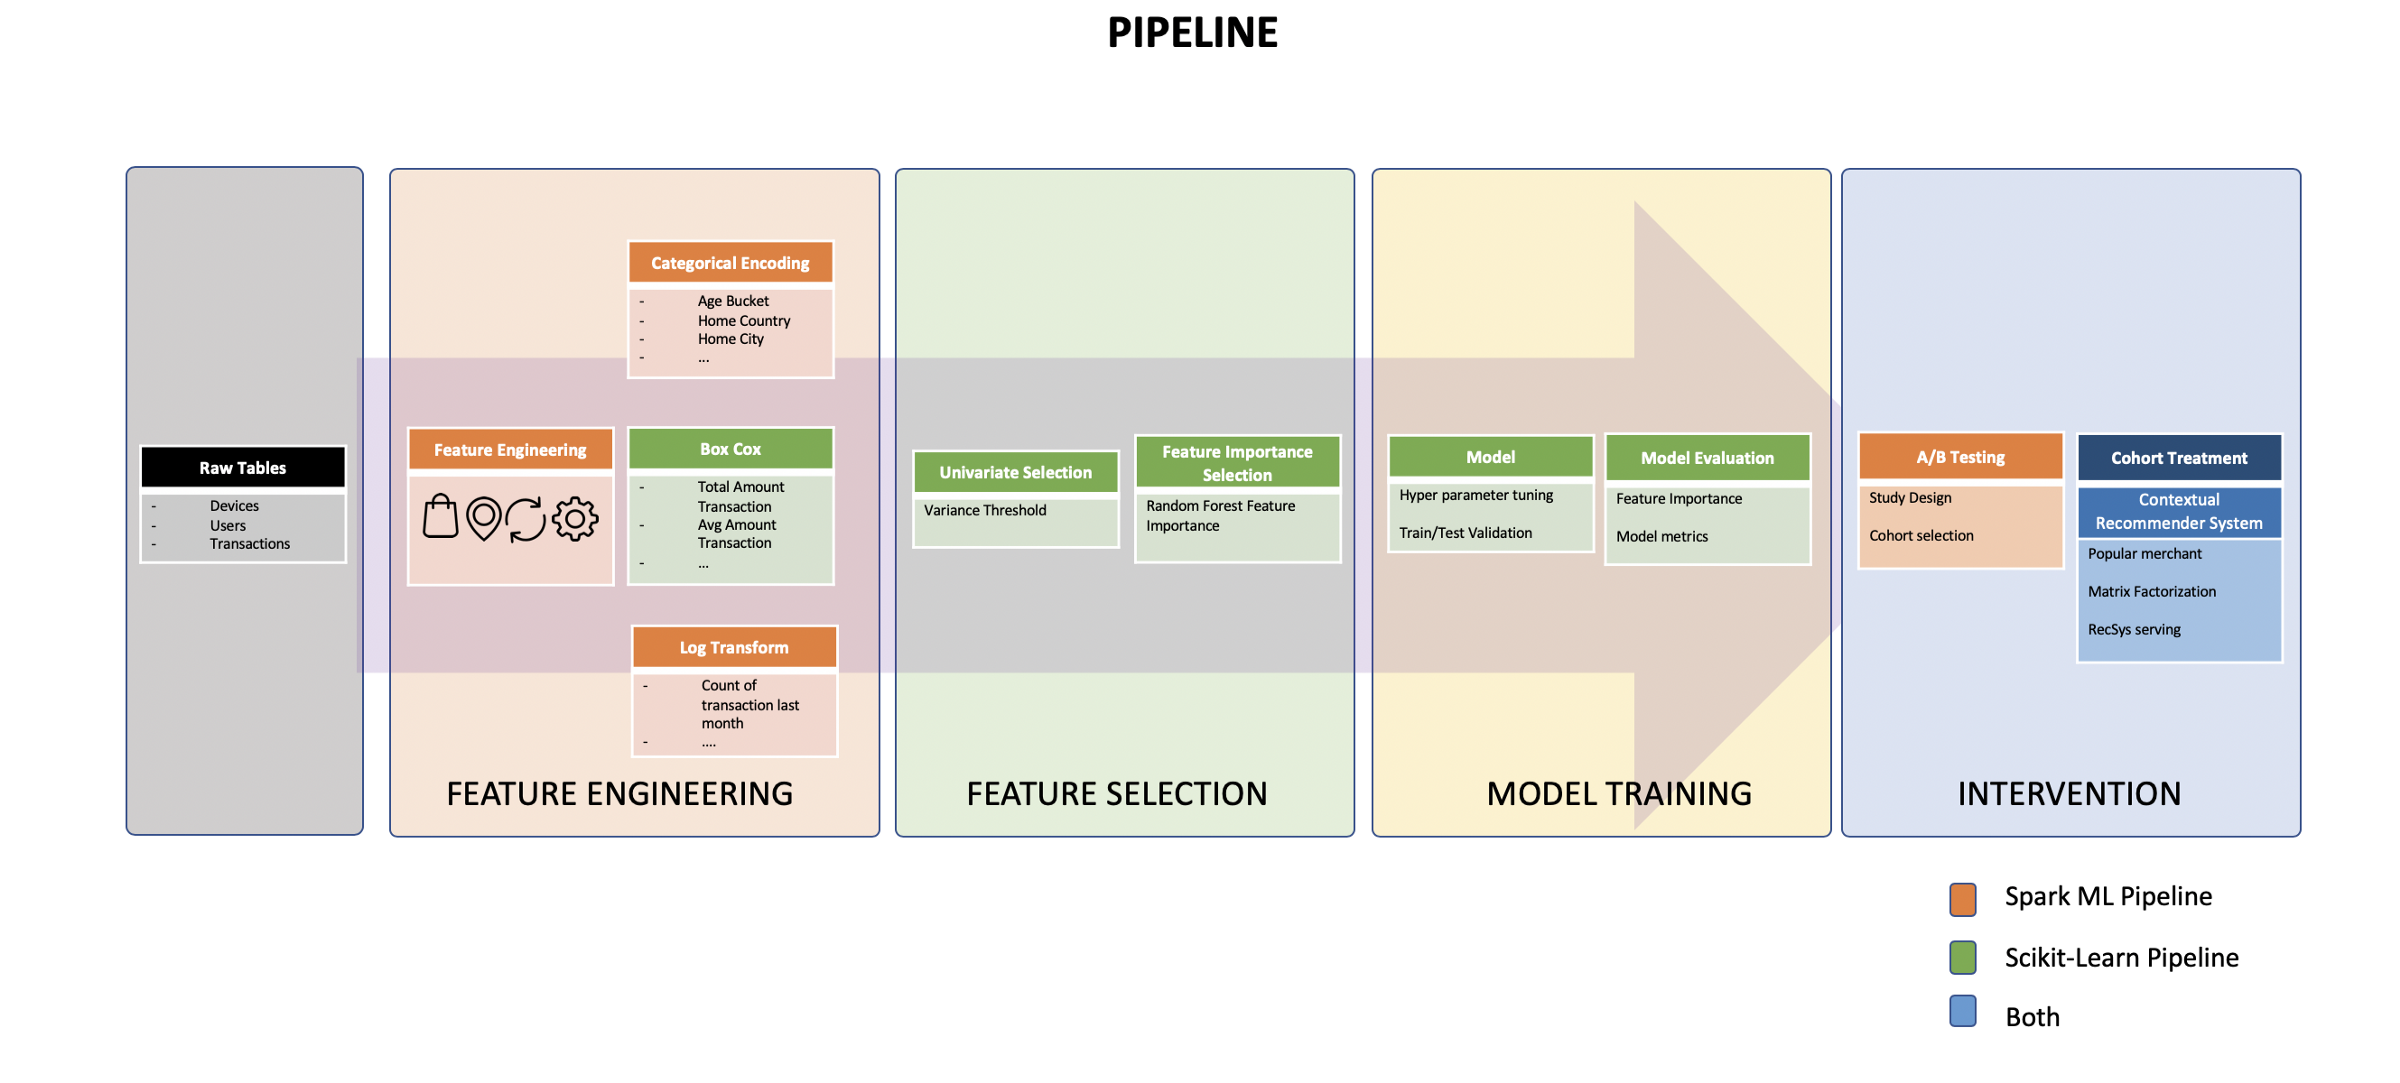 PIPELINE
Raw Tables
- Devices
- Users
- Transactions
Categorical Encoding
- Age Bucket
- Home Country
- Home City
- ...
Feature Engineering
Box Cox
- Total Amount
Transaction
- Avg Amount
Transaction
- ...
Log Transform
- Count of
transaction last
month
- ....
FEATURE ENGINEERING
Univariate Selection
Variance Threshold
Feature Importance
Selection
Random Forest Feature
Importance
FEATURE SELECTION
Model
Hyper parameter tuning
Train/Test Validation
Model Evaluation
Feature Importance
Model metrics
MODEL TRAINING
A/B Testing
Study Design
Cohort selection
Cohort Treatment
Contextual
Recommender System
Popular merchant
Matrix Factorization
RecSys serving
INTERVENTION
Spark ML Pipeline
Scikit-Learn Pipeline
Both